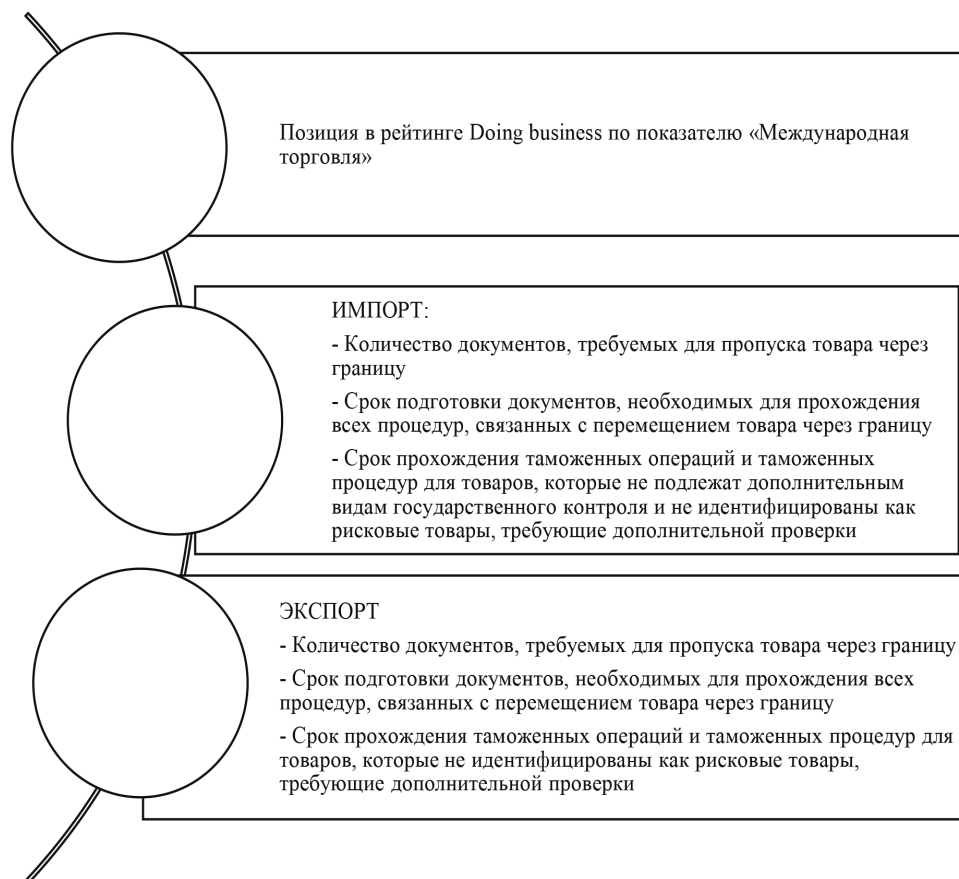 Позиция в рейтинге Doing business по показателю «Международная
торговля»
ИМПОРТ:
- Количество документов, требуемых для пропуска товара через
границу
- Срок подготовки документов, необходимых для прохождения
всех процедур, связанных с перемещением товара через границу
- Срок прохождения таможенных операций и таможенных
процедур для товаров, которые не подлежат дополнительным
видам государственного контроля и не идентифицированы как
рисковые товары, требующие дополнительной проверки
ЭКСПОРТ
- Количество документов, требуемых для пропуска товара через границу
- Срок подготовки документов, необходимых для прохождения всех
процедур, связанных с перемещением товара через границу
- Срок прохождения таможенных операций и таможенных процедур для
товаров, которые не идентифицированы как рисковые товары,
требующие дополнительной проверки